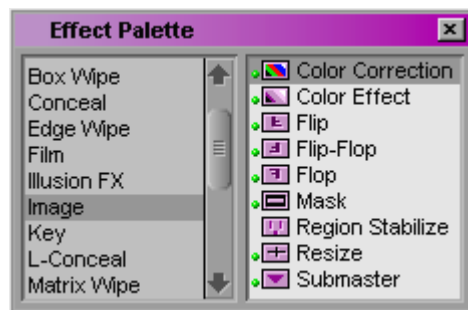 Effect Palette
Box Wipe
Conceal
Edge Wipe
Film
Illusion FX
Image
Key
L-Conceal
Matrix Wipe
Color Correction
Color Effect
Flip
Flip-Flop
Flop
Mask
Region Stabilize
Resize
Submaster